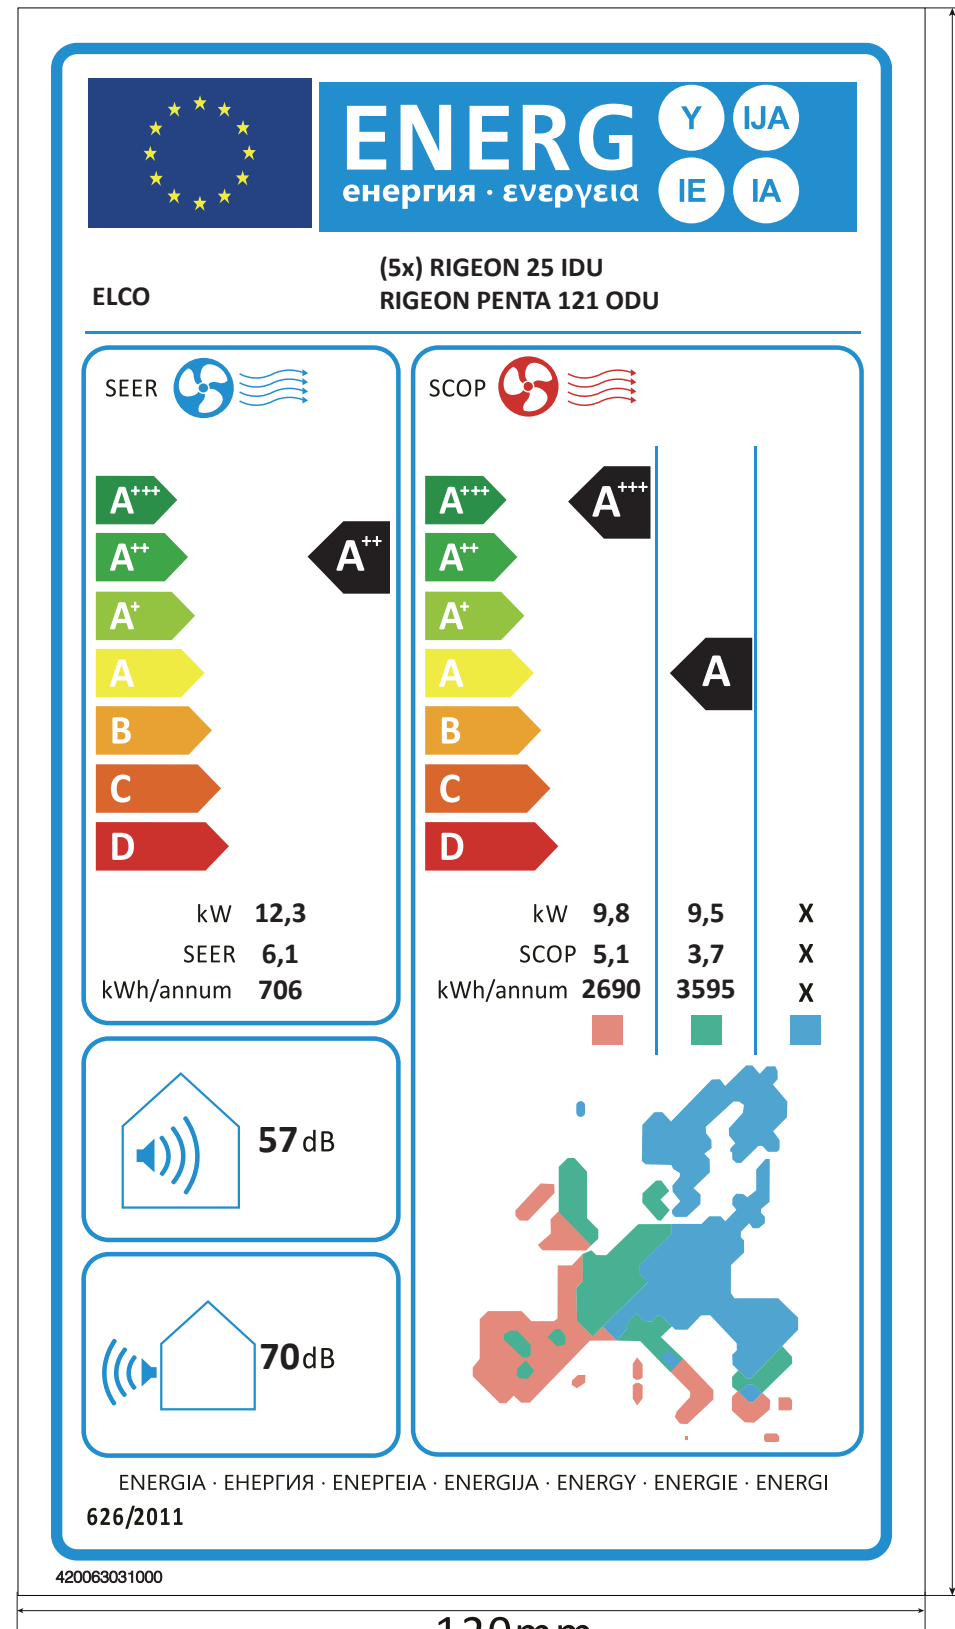 ENERG
енергия · ενεργεια
Y IJA
IE IA
ELCO
(5x) RIGEON 25 IDU
RIGEON PENTA 121 ODU
SEER
A+++
A++
A+
A
B
C
D
A++
kW 12,3
SEER 6,1
kWh/annum 706
SCOP
A+++
A++
A+
A
B
C
D
A+++
A
kW 9,8 9,5 X
SCOP 5,1 3,7 X
kWh/annum 2690 3595 X
57 dB
70 dB
ENERGIA · ЕНЕРГИЯ · ΕΝΕΡΓΕΙΑ · ENERGIJA · ENERGY · ENERGIE · ENERGI
626/2011
420063031000